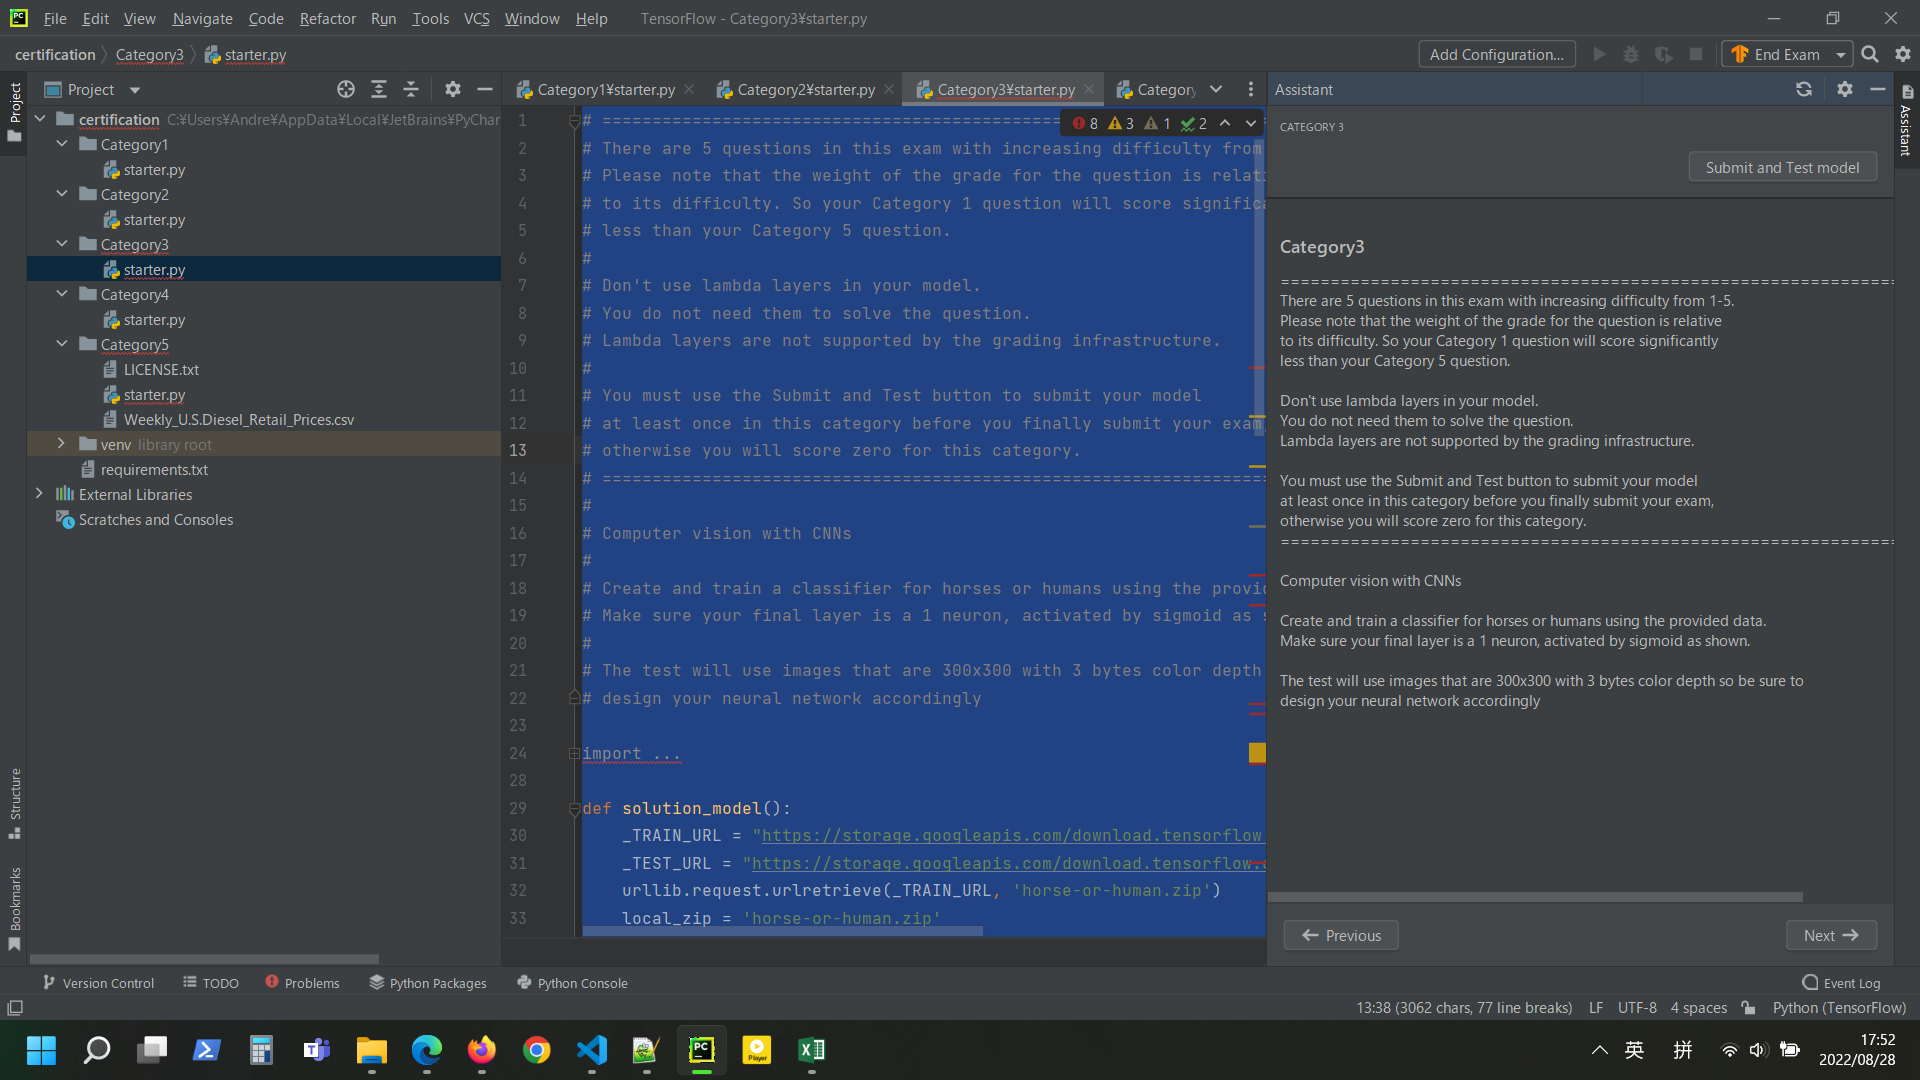 File Edit View Navigate Code Refactor Run Tools VCS Window Help TensorFlow - Category3¥starter.py
certification Category3 starter.py Add Configuration... End Exam
Project Category1¥starter.py Category2¥starter.py Category3¥starter.py Category Assistant
Project
Structure
Bookmarks
certification C:¥Users¥Andre¥AppData¥Local¥JetBrains¥PyChar
Category1
starter.py
Category2
starter.py
Category3
starter.py
Category4
starter.py
Category5
LICENSE.txt
starter.py
Weekly_U.S.Diesel_Retail_Prices.csv
venv library root
requirements.txt
External Libraries
Scratches and Consoles
8 3 1 2
1 # ==================================================================
2 # There are 5 questions in this exam with increasing difficulty from
3 # Please note that the weight of the grade for the question is relati
4 # to its difficulty. So your Category 1 question will score significa
5 # less than your Category 5 question.
6 #
7 # Don't use lambda layers in your model.
8 # You do not need them to solve the question.
9 # Lambda layers are not supported by the grading infrastructure.
10 #
11 # You must use the Submit and Test button to submit your model
12 # at least once in this category before you finally submit your exam,
13 # otherwise you will score zero for this category.
14 # ==================================================================
15 #
16 # Computer vision with CNNs
17 #
18 # Create and train a classifier for horses or humans using the provid
19 # Make sure your final layer is a 1 neuron, activated by sigmoid as s
20 #
21 # The test will use images that are 300x300 with 3 bytes color depth
22 # design your neural network accordingly
23
24 import ...
28
29 def solution_model():
30 _TRAIN_URL = "https://storage.googleapis.com/download.tensorflow.
31 _TEST_URL = "https://storage.googleapis.com/download.tensorflow.o
32 urllib.request.urlretrieve(_TRAIN_URL, 'horse-or-human.zip')
33 local_zip = 'horse-or-human.zip'
CATEGORY 3
Submit and Test model
Category3
==================================================================
There are 5 questions in this exam with increasing difficulty from 1-5.
Please note that the weight of the grade for the question is relative
to its difficulty. So your Category 1 question will score significantly
less than your Category 5 question.
Don't use lambda layers in your model.
You do not need them to solve the question.
Lambda layers are not supported by the grading infrastructure.
You must use the Submit and Test button to submit your model
at least once in this category before you finally submit your exam,
otherwise you will score zero for this category.
==================================================================
Computer vision with CNNs
Create and train a classifier for horses or humans using the provided data.
Make sure your final layer is a 1 neuron, activated by sigmoid as shown.
The test will use images that are 300x300 with 3 bytes color depth so be sure to
design your neural network accordingly
Previous Next
Assistant
Version Control TODO Problems Python Packages Python Console Event Log
13:38 (3062 chars, 77 line breaks) LF UTF-8 4 spaces Python (TensorFlow)
英 拼 17:52
2022/08/28
PC
Player